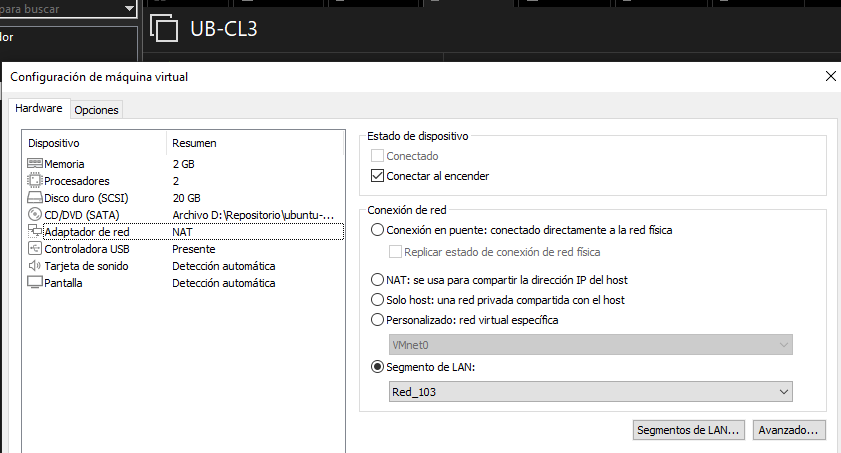 para buscar
dor
UB-CL3
Configuración de máquina virtual
Hardware
Opciones
Dispositivo Resumen
Memoria 2 GB
Procesadores 2
Disco duro (SCSI) 20 GB
CD/DVD (SATA) Archivo D:\Repositorio\ubuntu-...
Adaptador de red NAT
Controladora USB Presente
Tarjeta de sonido Detección automática
Pantalla Detección automática
Estado de dispositivo
Conectado
Conectar al encender
Conexión de red
Conexión en puente: conectado directamente a la red física
Replicar estado de conexión de red física
NAT: se usa para compartir la dirección IP del host
Solo host: una red privada compartida con el host
Personalizado: red virtual específica
VMnet0
Segmento de LAN:
Red_103
Segmentos de LAN... Avanzado...